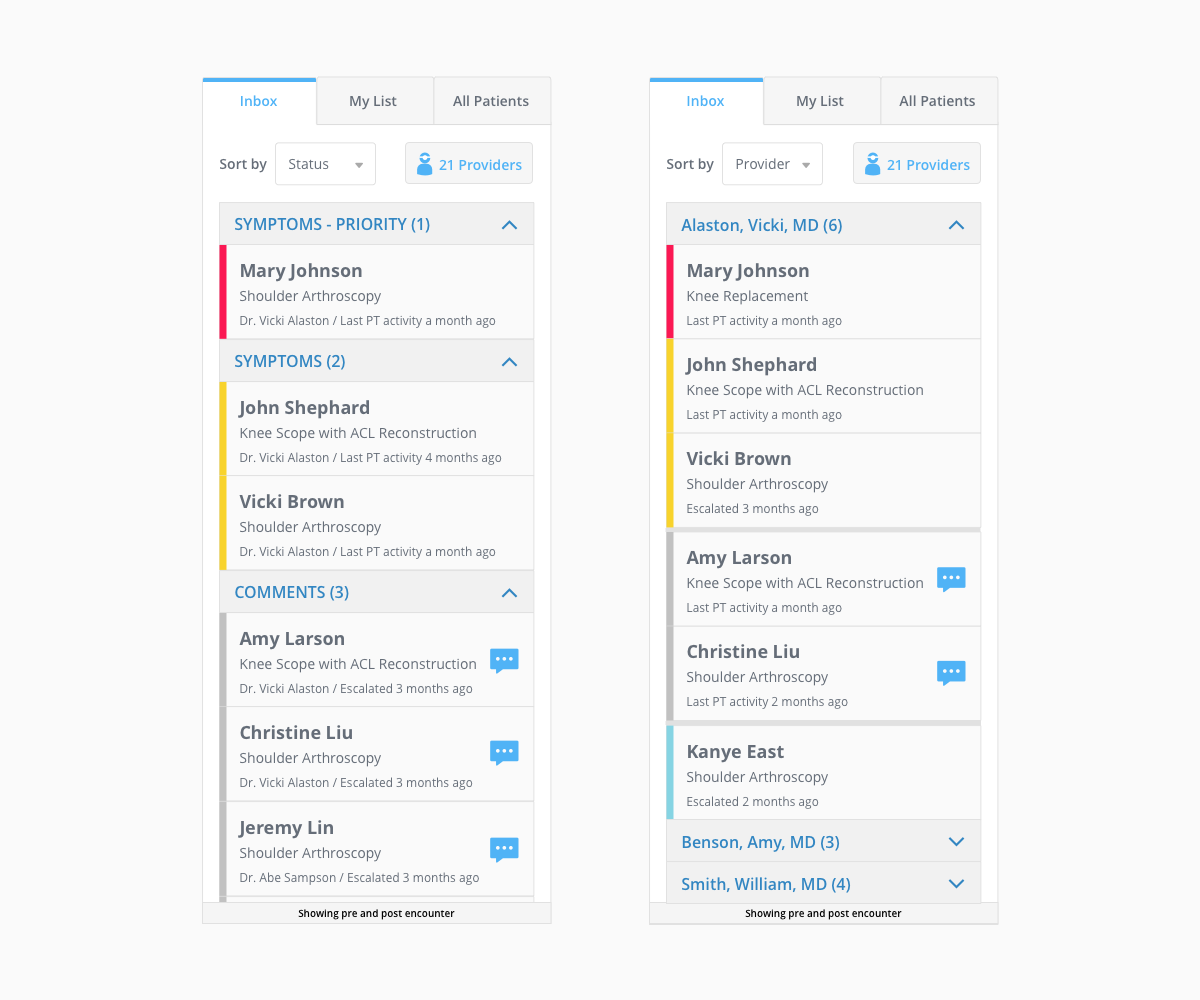 Inbox
My List
All Patients
Sort by
Status
21 Providers
SYMPTOMS - PRIORITY (1)
Mary Johnson
Shoulder Arthroscopy
Dr. Vicki Alaston / Last PT activity a month ago
SYMPTOMS (2)
John Shephard
Knee Scope with ACL Reconstruction
Dr. Vicki Alaston / Last PT activity 4 months ago
Vicki Brown
Shoulder Arthroscopy
Dr. Vicki Alaston / Last PT activity a month ago
COMMENTS (3)
Amy Larson
Knee Scope with ACL Reconstruction
Dr. Vicki Alaston / Escalated 3 months ago
Christine Liu
Shoulder Arthroscopy
Dr. Vicki Alaston / Escalated 3 months ago
Jeremy Lin
Shoulder Arthroscopy
Dr. Abe Sampson / Escalated 3 months ago
Showing pre and post encounter
Inbox
My List
All Patients
Sort by
Provider
21 Providers
Alaston, Vicki, MD (6)
Mary Johnson
Knee Replacement
Last PT activity a month ago
John Shephard
Knee Scope with ACL Reconstruction
Last PT activity a month ago
Vicki Brown
Shoulder Arthroscopy
Escalated 3 months ago
Amy Larson
Knee Scope with ACL Reconstruction
Last PT activity a month ago
Christine Liu
Shoulder Arthroscopy
Last PT activity 2 months ago
Kanye East
Shoulder Arthroscopy
Escalated 2 months ago
Benson, Amy, MD (3)
Smith, William, MD (4)
Showing pre and post encounter